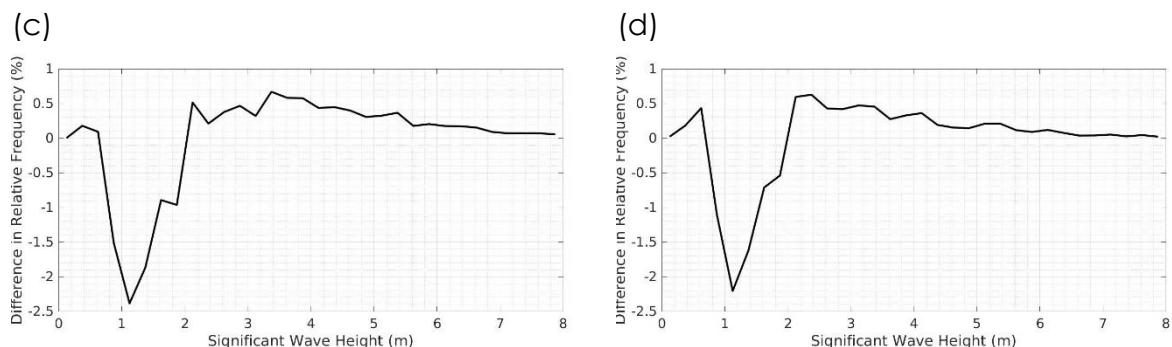 (c)
Difference in Relative Frequency (%)
1
0.5
0
-0.5
-1
-1.5
-2
-2.5
0 1 2 3 4 5 6 7 8
Significant Wave Height (m)
(d)
Difference in Relative Frequency (%)
1
0.5
0
-0.5
-1
-1.5
-2
-2.5
0 1 2 3 4 5 6 7 8
Significant Wave Height (m)